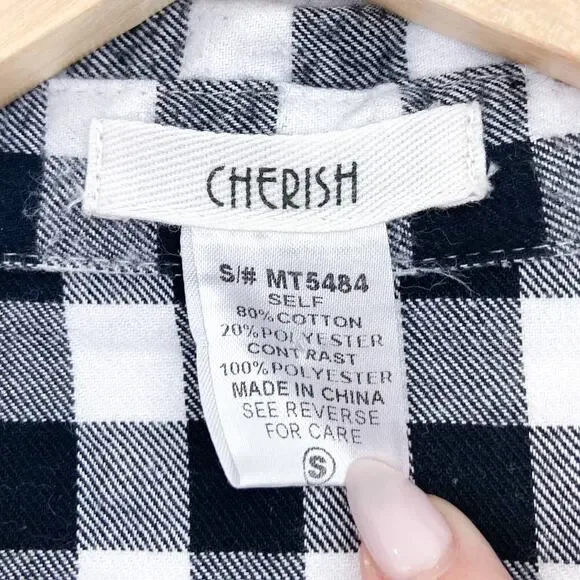 CHERISH
S/# MT5484
SELF
80% COTTON
20% POLYESTER
CONTRAST
100% POLYESTER
MADE IN CHINA
SEE REVERSE
FOR CARE
S